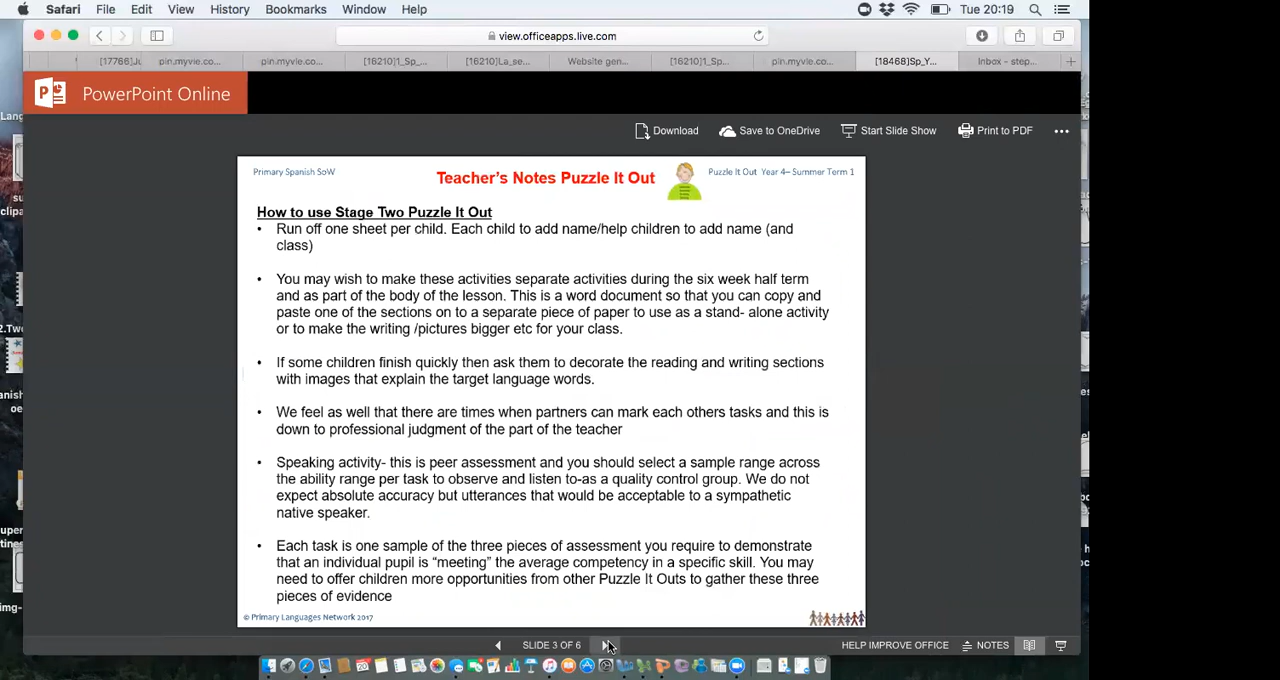 Safari File Edit View History Bookmarks Window Help Tue 20:19
view.officeapps.live.com
pin.myvle.co... pin.myvle.co... [16210]1_Sp_... [16210]La_se... Website gen... [16210]1_Sp... pin.myvle.co... [18468]Sp_Y... Inbox - step...
PowerPoint Online
Download Save to OneDrive Start Slide Show Print to PDF
Primary Spanish SoW Teacher's Notes Puzzle It Out Puzzle It Out Year 4– Summer Term 1
How to use Stage Two Puzzle It Out
• Run off one sheet per child. Each child to add name/help children to add name (and
class)
• You may wish to make these activities separate activities during the six week half term
and as part of the body of the lesson. This is a word document so that you can copy and
paste one of the sections on to a separate piece of paper to use as a stand- alone activity
or to make the writing /pictures bigger etc for your class.
• If some children finish quickly then ask them to decorate the reading and writing sections
with images that explain the target language words.
• We feel as well that there are times when partners can mark each others tasks and this is
down to professional judgment of the part of the teacher
• Speaking activity- this is peer assessment and you should select a sample range across
the ability range per task to observe and listen to-as a quality control group. We do not
expect absolute accuracy but utterances that would be acceptable to a sympathetic
native speaker.
• Each task is one sample of the three pieces of assessment you require to demonstrate
that an individual pupil is “meeting” the average competency in a specific skill. You may
need to offer children more opportunities from other Puzzle It Outs to gather these three
pieces of evidence
© Primary Languages Network 2017
SLIDE 3 OF 6 HELP IMPROVE OFFICE NOTES